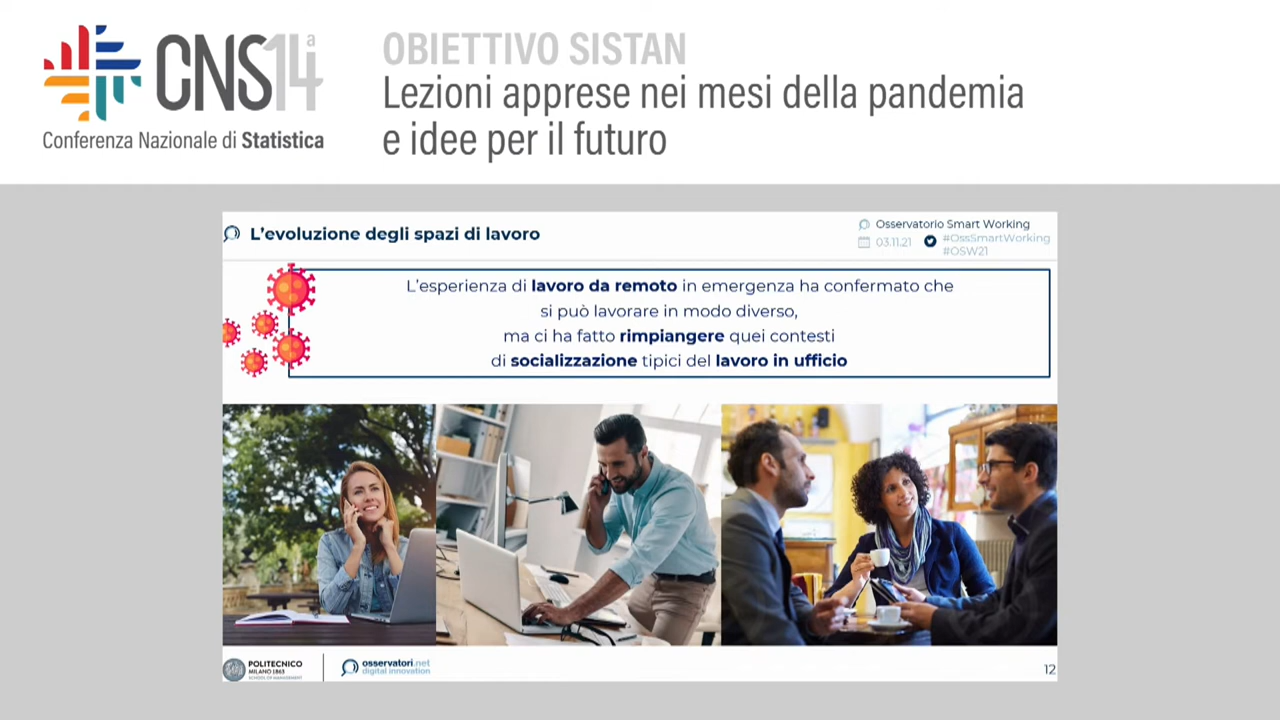 CNS14a
Conferenza Nazionale di Statistica
OBIETTIVO SISTAN
Lezioni apprese nei mesi della pandemia
e idee per il futuro
L'evoluzione degli spazi di lavoro
Osservatorio Smart Working
03.11.21 #OssSmartWorking
#OSW21
L'esperienza di lavoro da remoto in emergenza ha confermato che
si può lavorare in modo diverso,
ma ci ha fatto rimpiangere quei contesti
di socializzazione tipici del lavoro in ufficio
POLITECNICO
MILANO 1863
SCHOOL OF MANAGEMENT
osservatori.net
digital innovation
12